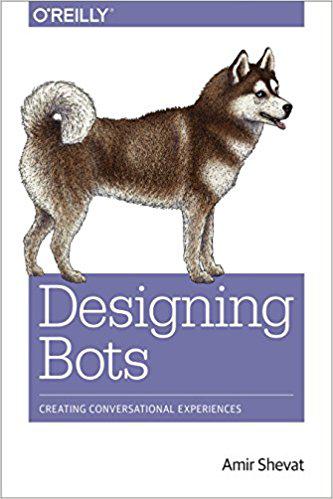 O'REILLY®
Designing
Bots
CREATING CONVERSATIONAL EXPERIENCES
Amir Shevat